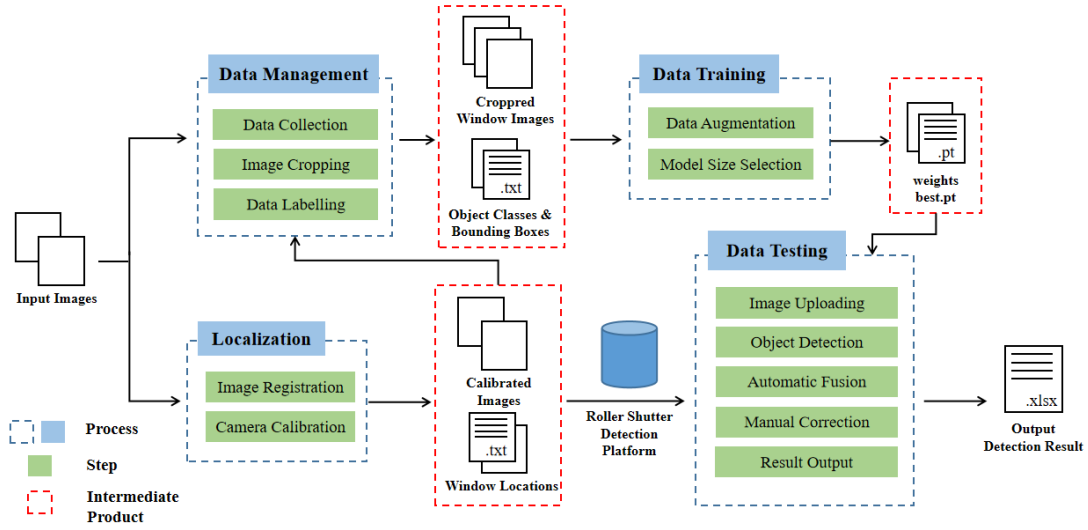 Data Management
Data Collection
Image Cropping
Data Labelling
Croppred
Window Images
.txt
Object Classes &
Bounding Boxes
Data Training
Data Augmentation
Model Size Selection
.pt
weights
best.pt
Input Images
Localization
Image Registration
Camera Calibration
Calibrated
Images
.txt
Window Locations
Roller Shutter
Detection
Platform
Data Testing
Image Uploading
Object Detection
Automatic Fusion
Manual Correction
Result Output
.xlsx
Output
Detection Result
Process
Step
Intermediate
Product